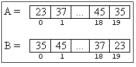 A = 23 37 ... 45 35
0 1 18 19
B = 35 45 ... 37 23
0 1 18 19